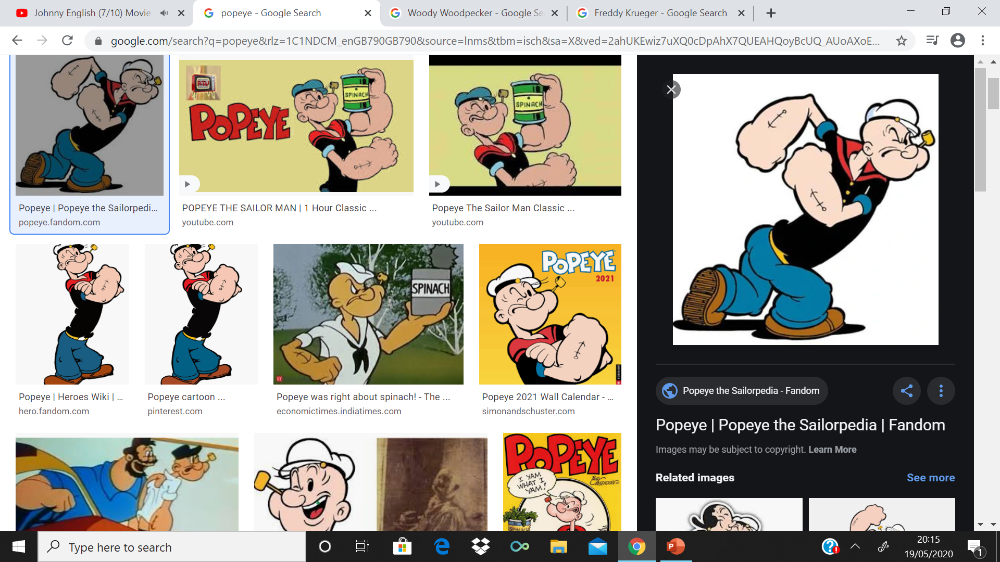 Johnny English (7/10) Movie
popeye - Google Search
Woody Woodpecker - Google Se
Freddy Krueger - Google Search
google.com/search?q=popeye&rlz=1C1NDCM_enGB790GB790&source=lnms&tbm=isch&sa=X&ved=2ahUKEwiz7uXQ0cDpAhX7QUEAHQoyBcUQ_AUoAXoE...
POPEYE
SPINACH
SPINACH
Popeye | Popeye the Sailorpedi...
popeye.fandom.com
POPEYE THE SAILOR MAN | 1 Hour Classic ...
youtube.com
Popeye The Sailor Man Classic ...
youtube.com
SPINACH
ET
POPEYE
2021
Popeye | Heroes Wiki | ...
hero.fandom.com
Popeye cartoon ...
pinterest.com
Popeye was right about spinach! - The ...
economictimes.indiatimes.com
Popeye 2021 Wall Calendar - ...
simonandschuster.com
POPEYE
I YAM
WHAT I
YAM!
BUD
SAGENDORF
SPINACH
Popeye the Sailorpedia - Fandom
Popeye | Popeye the Sailorpedia | Fandom
Images may be subject to copyright. Learn More
Related images
See more
Type here to search
P
20:15
19/05/2020
1